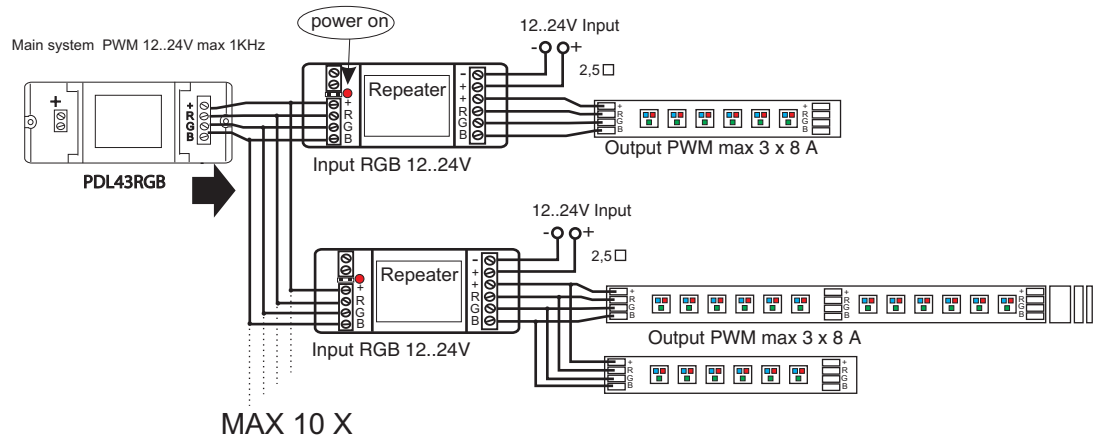 power on
12..24V Input
Main system PWM 12..24V max 1KHz
- +
2,5□
+
+
R
G
B
Repeater
+
R
G
B
-
+
+
R
G
B
+
R
G
B
+
R
G
B
Output PWM max 3 x 8 A
Input RGB 12..24V
PDL43RGB
12..24V Input
- +
2,5□
Repeater
+
R
G
B
-
+
+
R
G
B
+
R
G
B
+
R
G
B
Output PWM max 3 x 8 A
Input RGB 12..24V
+
R
G
B
+
R
G
B
MAX 10 X